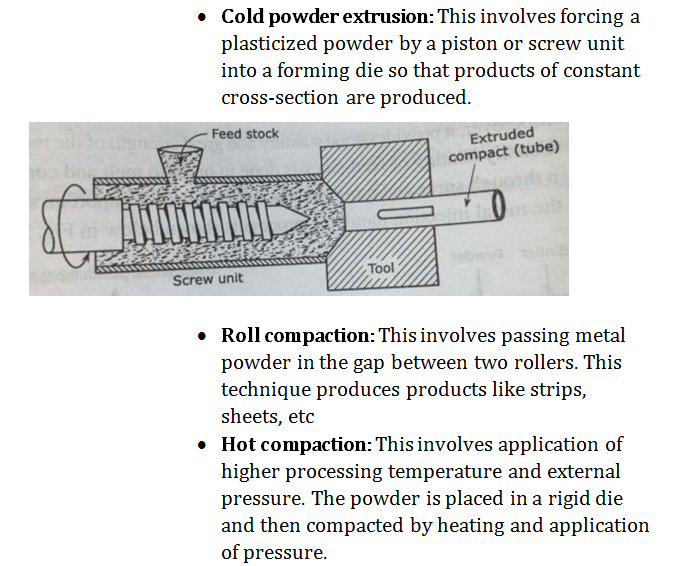 • Cold powder extrusion: This involves forcing a
plasticized powder by a piston or screw unit
into a forming die so that products of constant
cross-section are produced.
Feed stock
Extruded
compact (tube)
Tool
Screw unit
• Roll compaction: This involves passing metal
powder in the gap between two rollers. This
technique produces products like strips,
sheets, etc
• Hot compaction: This involves application of
higher processing temperature and external
pressure. The powder is placed in a rigid die
and then compacted by heating and application
of pressure.